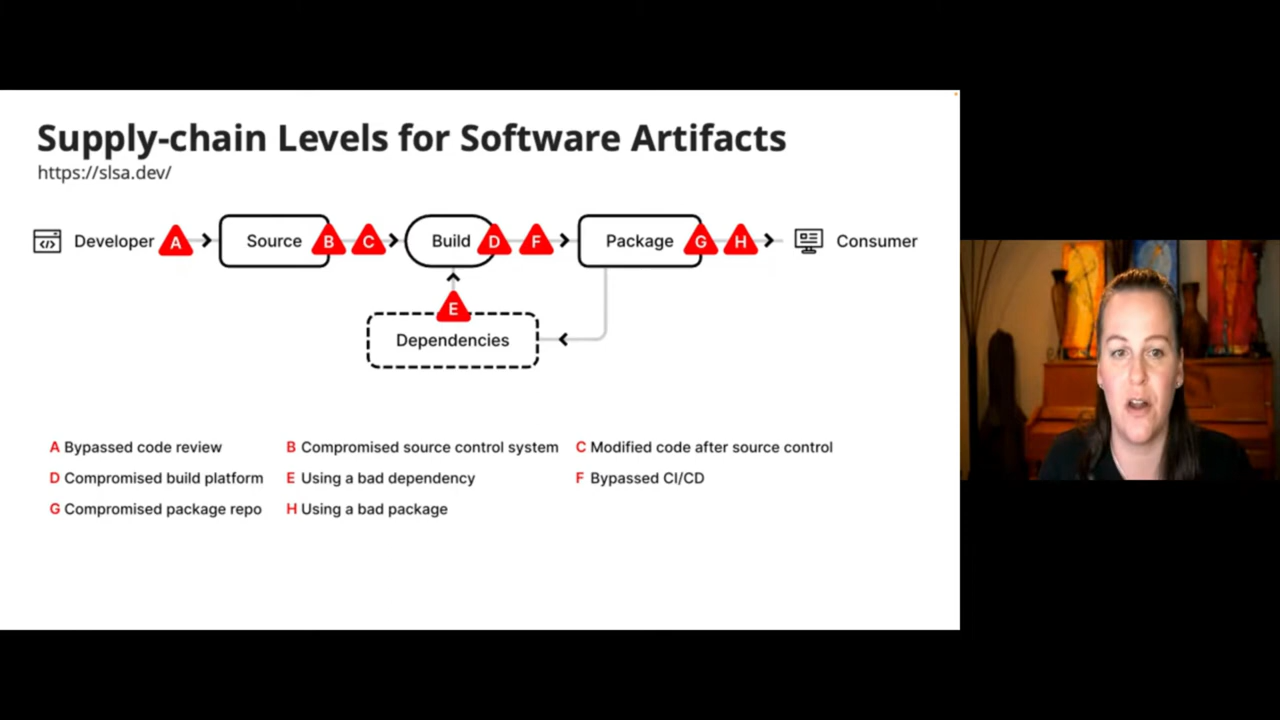 Supply-chain Levels for Software Artifacts
https://slsa.dev/
Developer A Source B C Build D F Package G H Consumer
E
Dependencies
A Bypassed code review B Compromised source control system C Modified code after source control
D Compromised build platform E Using a bad dependency F Bypassed CI/CD
G Compromised package repo H Using a bad package